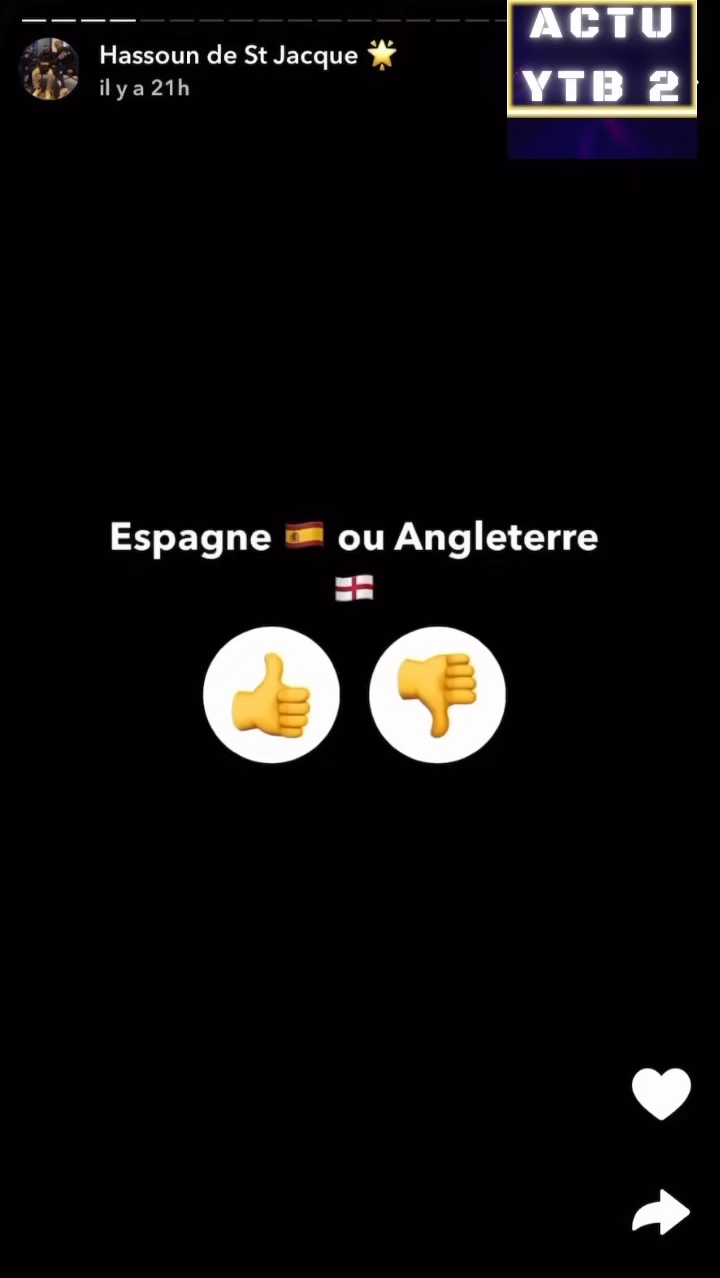 Hassoun de St Jacque 🌟
il y a 21h
ACTU
YTB 2
Espagne 🇪🇸 ou Angleterre
🏴󠁧󠁢󠁥󠁮󠁧󠁿